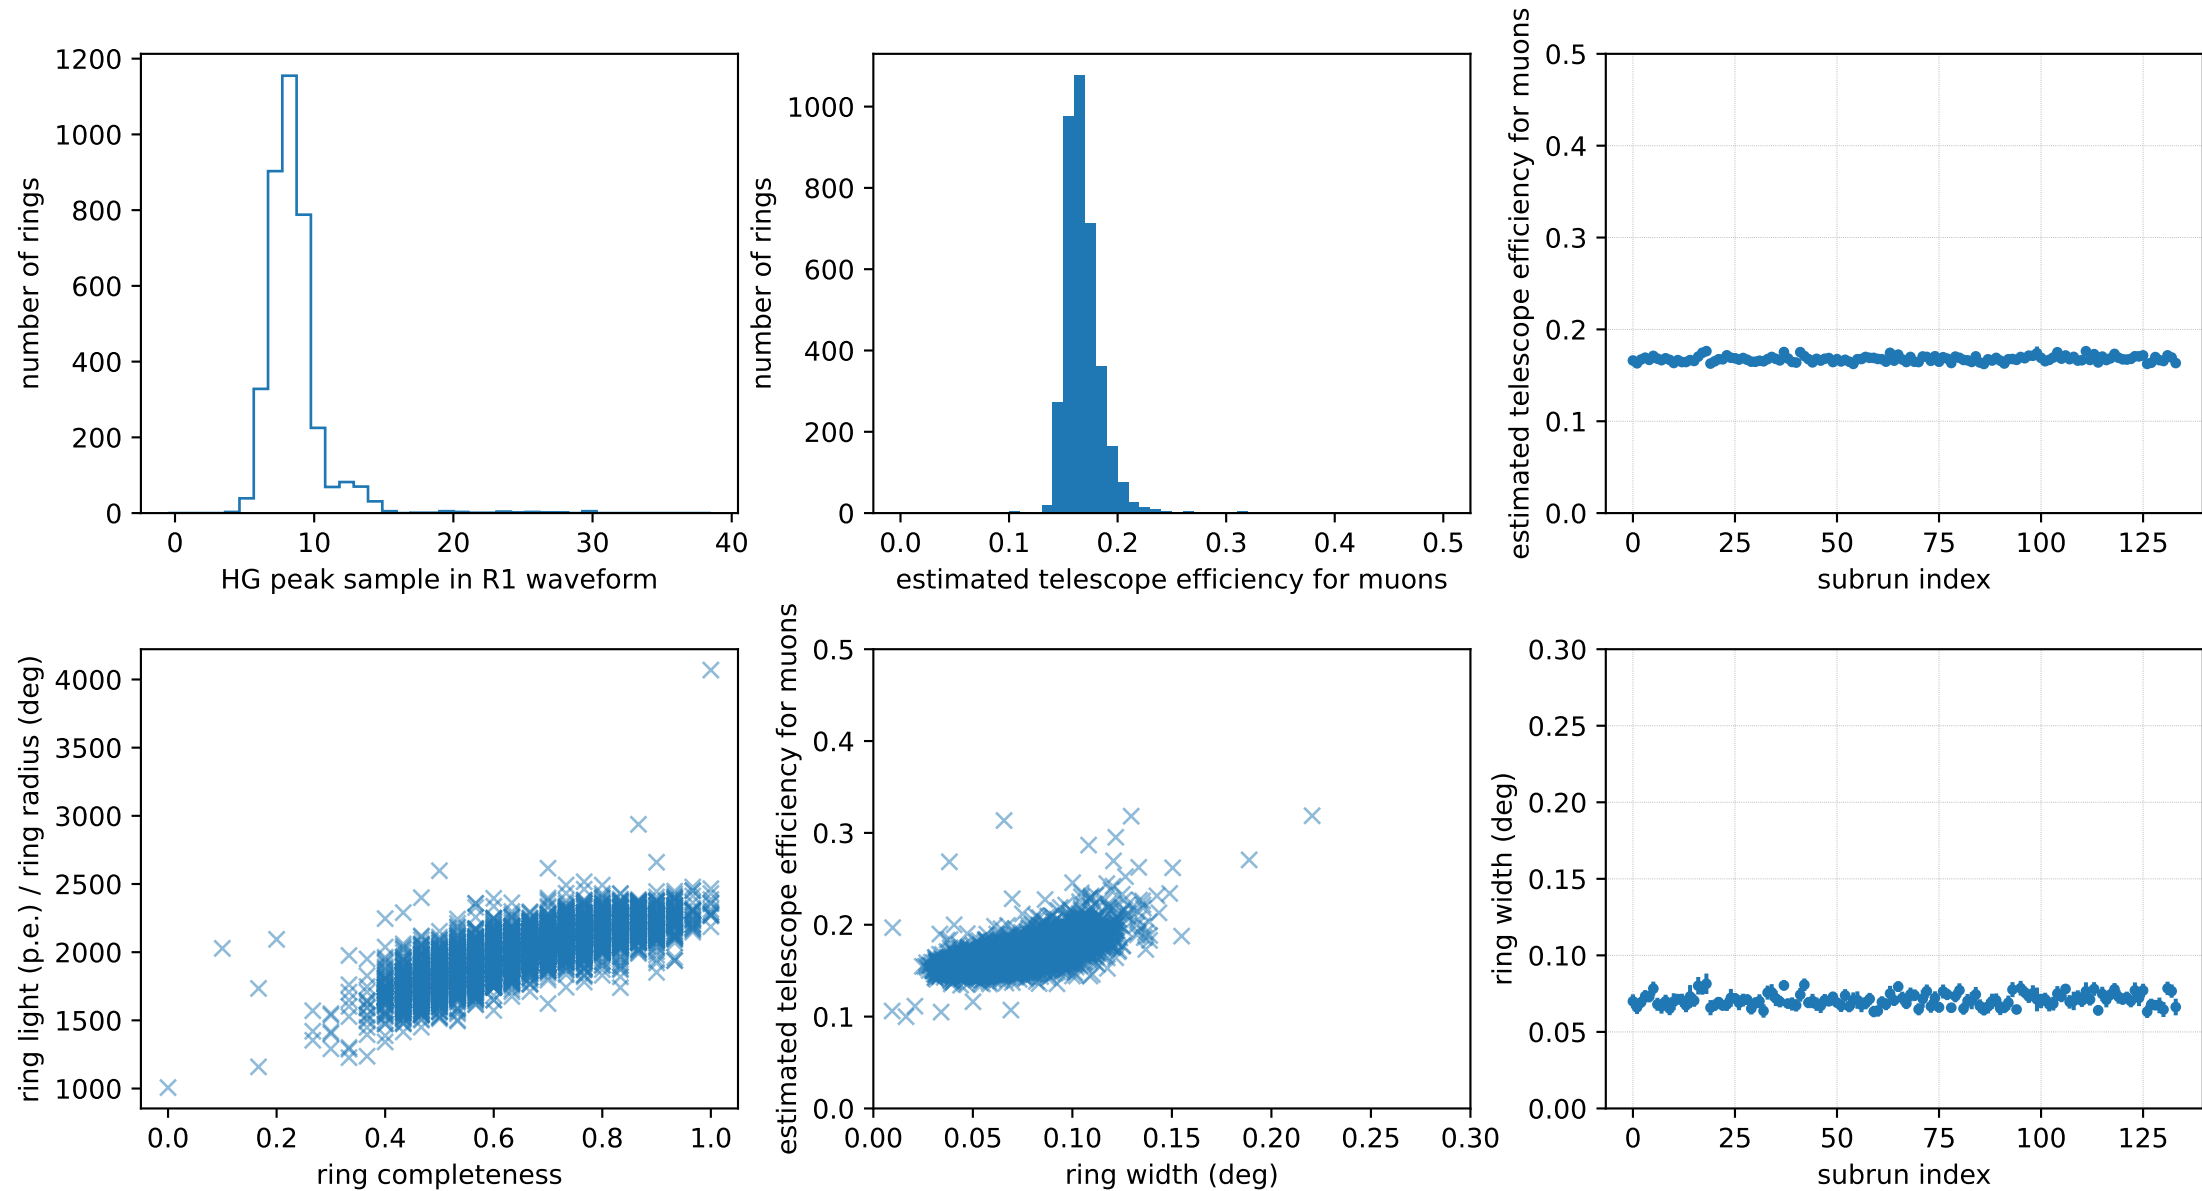 number of rings
1200
1000
800
600
400
200
0
0 10 20 30 40
HG peak sample in R1 waveform
number of rings
1000
800
600
400
200
0
0.0 0.1 0.2 0.3 0.4 0.5
estimated telescope efficiency for muons
estimated telescope efficiency for muons
0.5
0.4
0.3
0.2
0.1
0.0
0 25 50 75 100 125
subrun index
ring light (p.e.) / ring radius (deg)
4000
3500
3000
2500
2000
1500
1000
0.0 0.2 0.4 0.6 0.8 1.0
ring completeness
estimated telescope efficiency for muons
0.5
0.4
0.3
0.2
0.1
0.0
0.00 0.05 0.10 0.15 0.20 0.25 0.30
ring width (deg)
ring width (deg)
0.30
0.25
0.20
0.15
0.10
0.05
0.00
0 25 50 75 100 125
subrun index